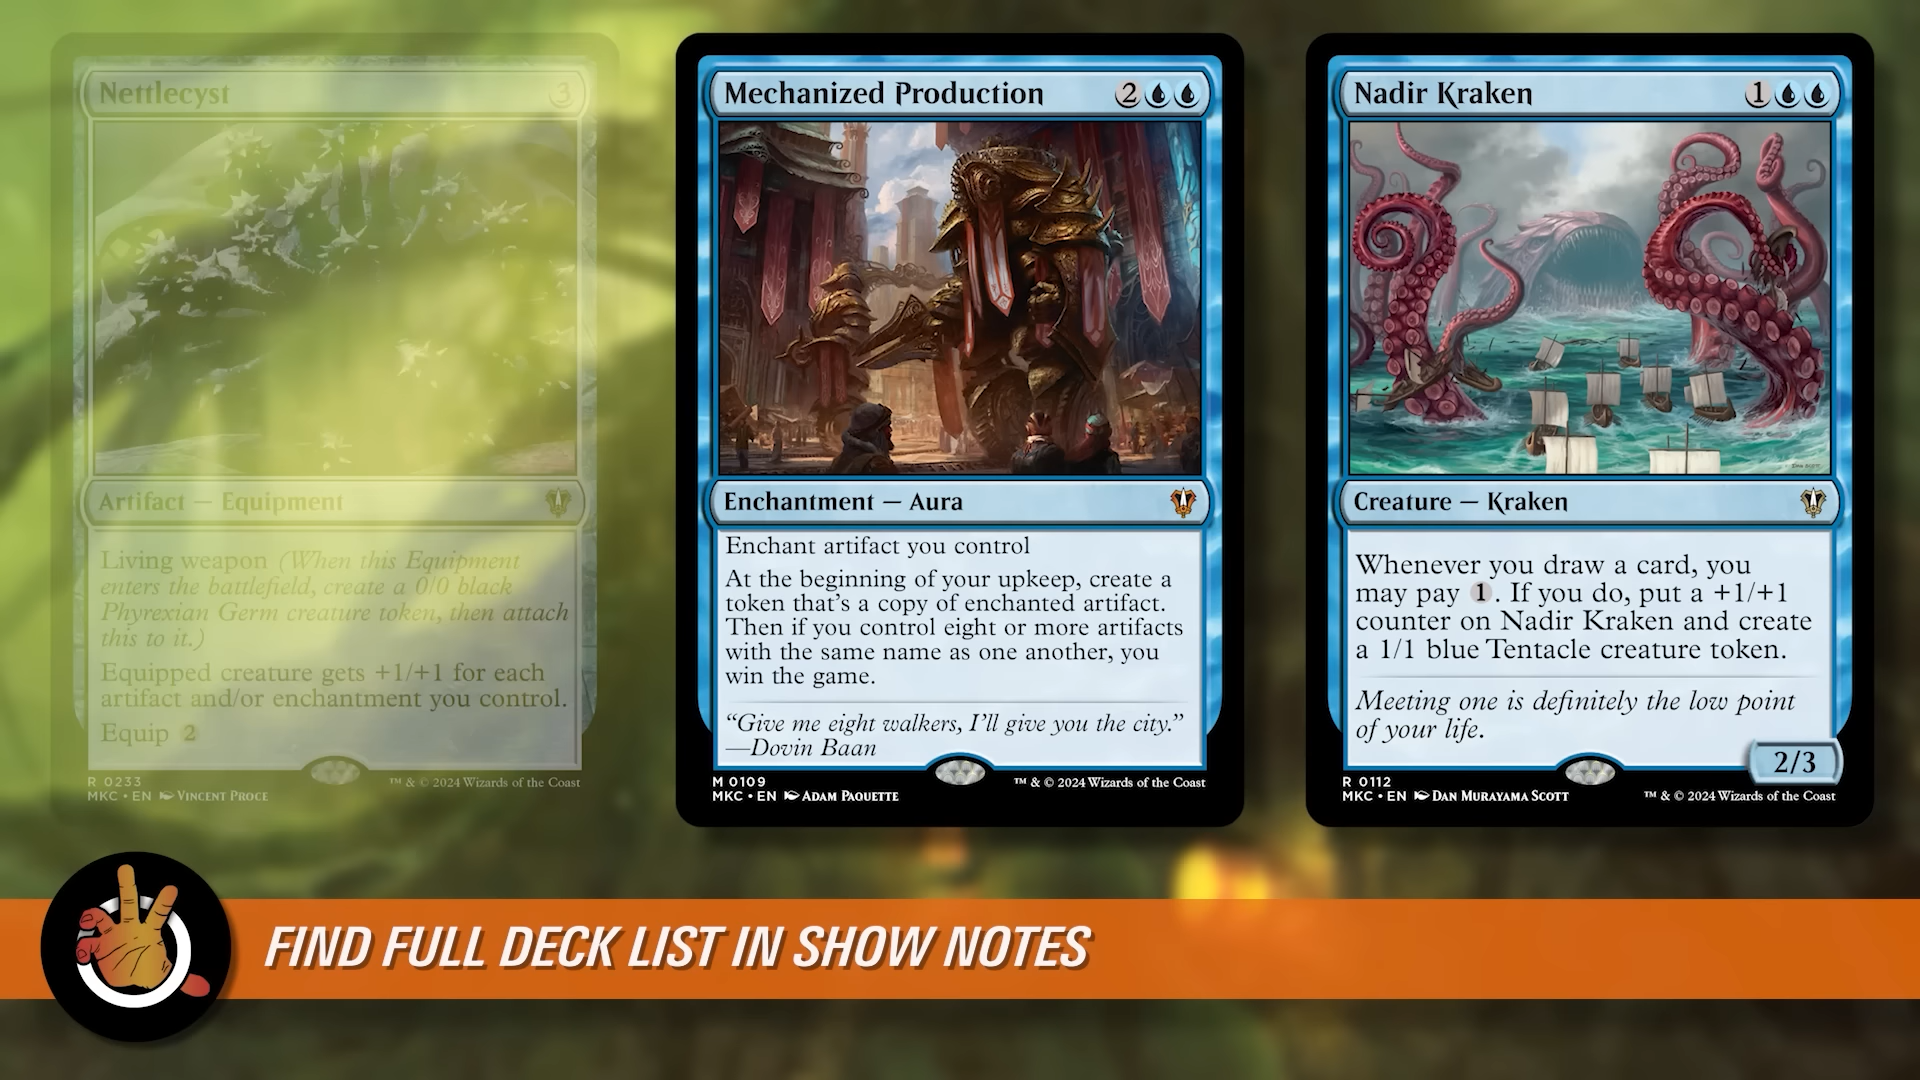 Nettlecyst 3
Artifact — Equipment
Living weapon (When this Equipment
enters the battlefield, create a 0/0 black
Phyrexian Germ creature token, then attach
this to it.)
Equipped creature gets +1/+1 for each
artifact and/or enchantment you control.
Equip 2
R 0233
MKC • EN VINCENT PROCE
™ & © 2024 Wizards of the Coast
Mechanized Production 2
Enchantment — Aura
Enchant artifact you control
At the beginning of your upkeep, create a
token that's a copy of enchanted artifact.
Then if you control eight or more artifacts
with the same name as one another, you
win the game.
“Give me eight walkers, I'll give you the city.”
—Dovin Baan
M 0109
MKC • EN ADAM PAQUETTE
™ & © 2024 Wizards of the Coast
Nadir Kraken 1
Creature — Kraken
Whenever you draw a card, you
may pay 1. If you do, put a +1/+1
counter on Nadir Kraken and create
a 1/1 blue Tentacle creature token.
Meeting one is definitely the low point
of your life.
2/3
R 0112
MKC • EN DAN MURAYAMA SCOTT
™ & © 2024 Wizards of the Coast
FIND FULL DECK LIST IN SHOW NOTES